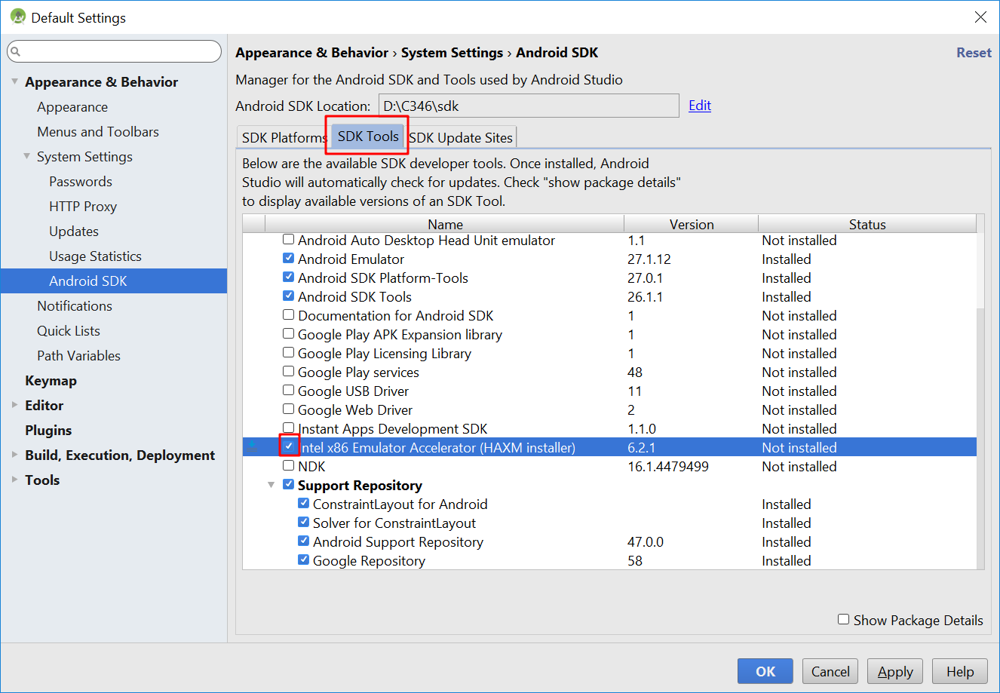 Default Settings
Appearance & Behavior
Appearance
Menus and Toolbars
System Settings
Passwords
HTTP Proxy
Updates
Usage Statistics
Android SDK
Notifications
Quick Lists
Path Variables
Keymap
Editor
Plugins
Build, Execution, Deployment
Tools
Appearance & Behavior › System Settings › Android SDK
Reset
Manager for the Android SDK and Tools used by Android Studio
Android SDK Location: D:\C346\sdk Edit
SDK Platforms SDK Tools SDK Update Sites
Below are the available SDK developer tools. Once installed, Android
Studio will automatically check for updates. Check "show package details"
to display available versions of an SDK Tool.
Name Version Status
Android Auto Desktop Head Unit emulator 1.1 Not installed
Android Emulator 27.1.12 Installed
Android SDK Platform-Tools 27.0.1 Installed
Android SDK Tools 26.1.1 Installed
Documentation for Android SDK 1 Not installed
Google Play APK Expansion library 1 Not installed
Google Play Licensing Library 1 Not installed
Google Play services 48 Not installed
Google USB Driver 11 Not installed
Google Web Driver 2 Not installed
Instant Apps Development SDK 1.1.0 Not installed
Intel x86 Emulator Accelerator (HAXM installer) 6.2.1 Not installed
NDK 16.1.4479499 Not installed
Support Repository
ConstraintLayout for Android Installed
Solver for ConstraintLayout Installed
Android Support Repository 47.0.0 Installed
Google Repository 58 Installed
Show Package Details
OK Cancel Apply Help